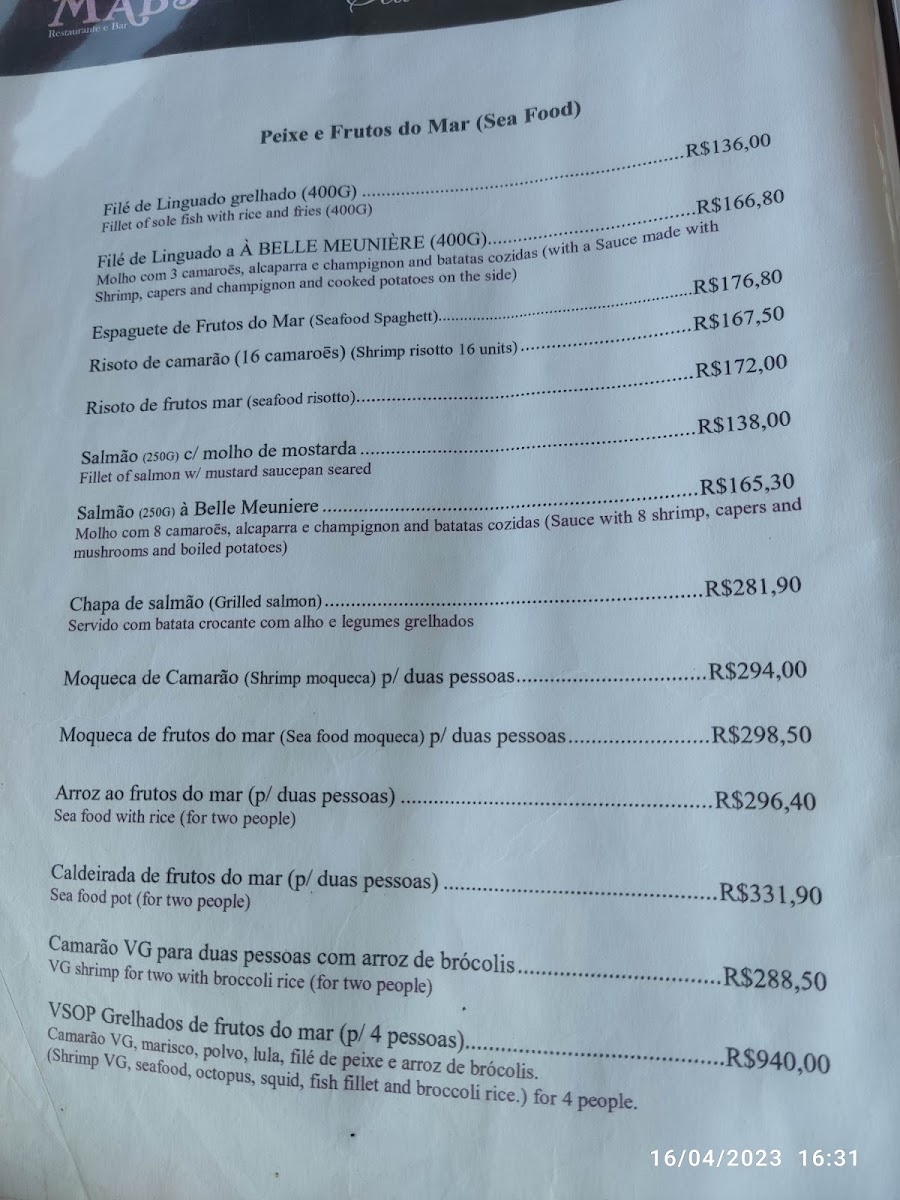 MABS
Restaurante e Bar
Peixe e Frutos do Mar (Sea Food)
Filé de Linguado grelhado (400G) ........ R$136,00
Fillet of sole fish with rice and fries (400G)
Filé de Linguado a À BELLE MEUNIÈRE (400G)........ R$166,80
Molho com 3 camaroës, alcaparra e champignon and batatas cozidas (with a Sauce made with
Shrimp, capers and champignon and cooked potatoes on the side)
Espaguete de Frutos do Mar (Seafood Spaghett)........ R$176,80
Risoto de camarão (16 camaroës) (Shrimp risotto 16 units)........ R$167,50
Risoto de frutos mar (seafood risotto)........ R$172,00
Salmão (250G) c/ molho de mostarda ........ R$138,00
Fillet of salmon w/ mustard saucepan seared
Salmão (250G) à Belle Meuniere ........ R$165,30
Molho com 8 camaroës, alcaparra e champignon and batatas cozidas (Sauce with 8 shrimp, capers and
mushrooms and boiled potatoes)
Chapa de salmão (Grilled salmon)........ R$281,90
Servido com batata crocante com alho e legumes grelhados
Moqueca de Camarão (Shrimp moqueca) p/ duas pessoas........ R$294,00
Moqueca de frutos do mar (Sea food moqueca) p/ duas pessoas........ R$298,50
Arroz ao frutos do mar (p/ duas pessoas) ........ R$296,40
Sea food with rice (for two people)
Caldeirada de frutos do mar (p/ duas pessoas) ........ R$331,90
Sea food pot (for two people)
Camarão VG para duas pessoas com arroz de brócolis........ R$288,50
VG shrimp for two with broccoli rice (for two people)
VSOP Grelhados de frutos do mar (p/ 4 pessoas)........ R$940,00
Camarão VG, marisco, polvo, lula, filé de peixe e arroz de brócolis.
(Shrimp VG, seafood, octopus, squid, fish fillet and broccoli rice.) for 4 people.
16/04/2023 16:31